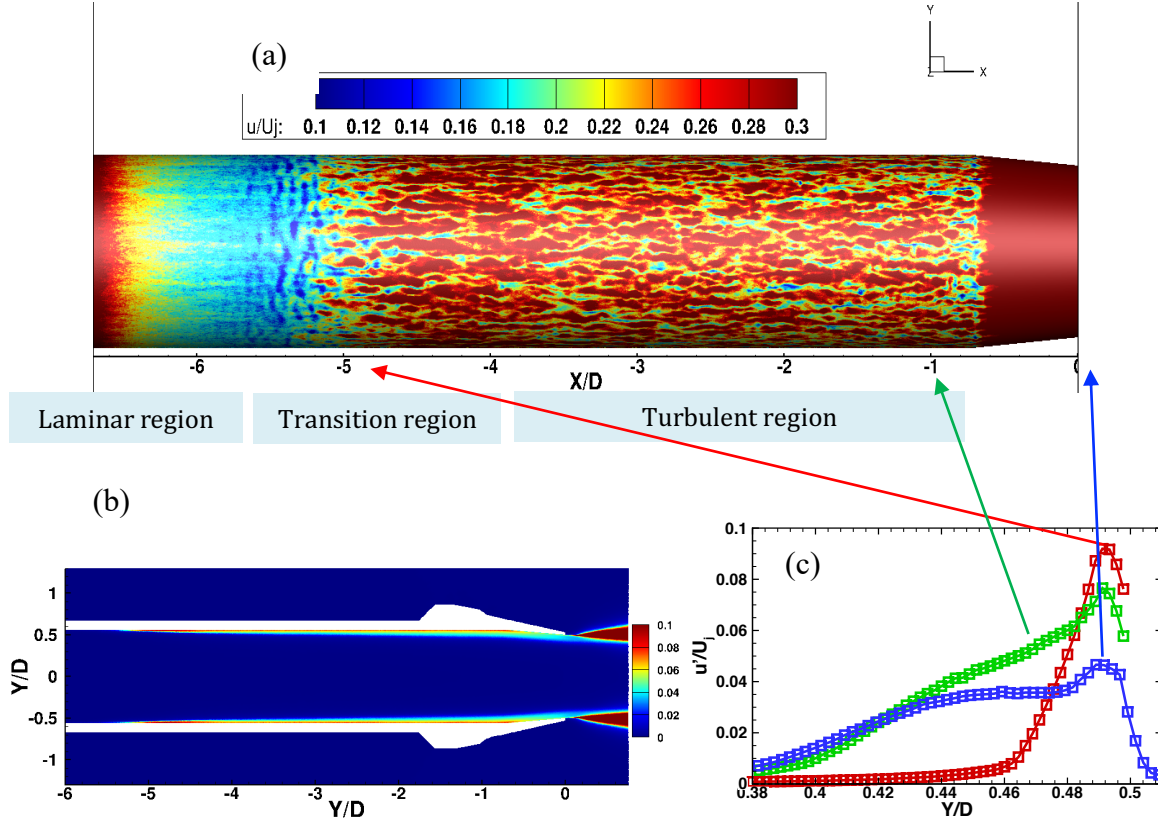 Y
(a)
Z X
u/Uj: 0.1 0.12 0.14 0.16 0.18 0.2 0.22 0.24 0.26 0.28 0.3
-6 -5 -4 -3 -2 -1 0
X/D
Laminar region Transition region Turbulent region
(b)
1
0.5
0
-0.5
-1
Y/D
-6 -5 -4 -3 -2 -1 0
Y/D
0.1
0.08
0.06
0.04
0.02
0
(c)
0.1
0.08
0.06
0.04
0.02
0
u'/Uj
0.38 0.4 0.42 0.44 0.46 0.48 0.5
Y/D